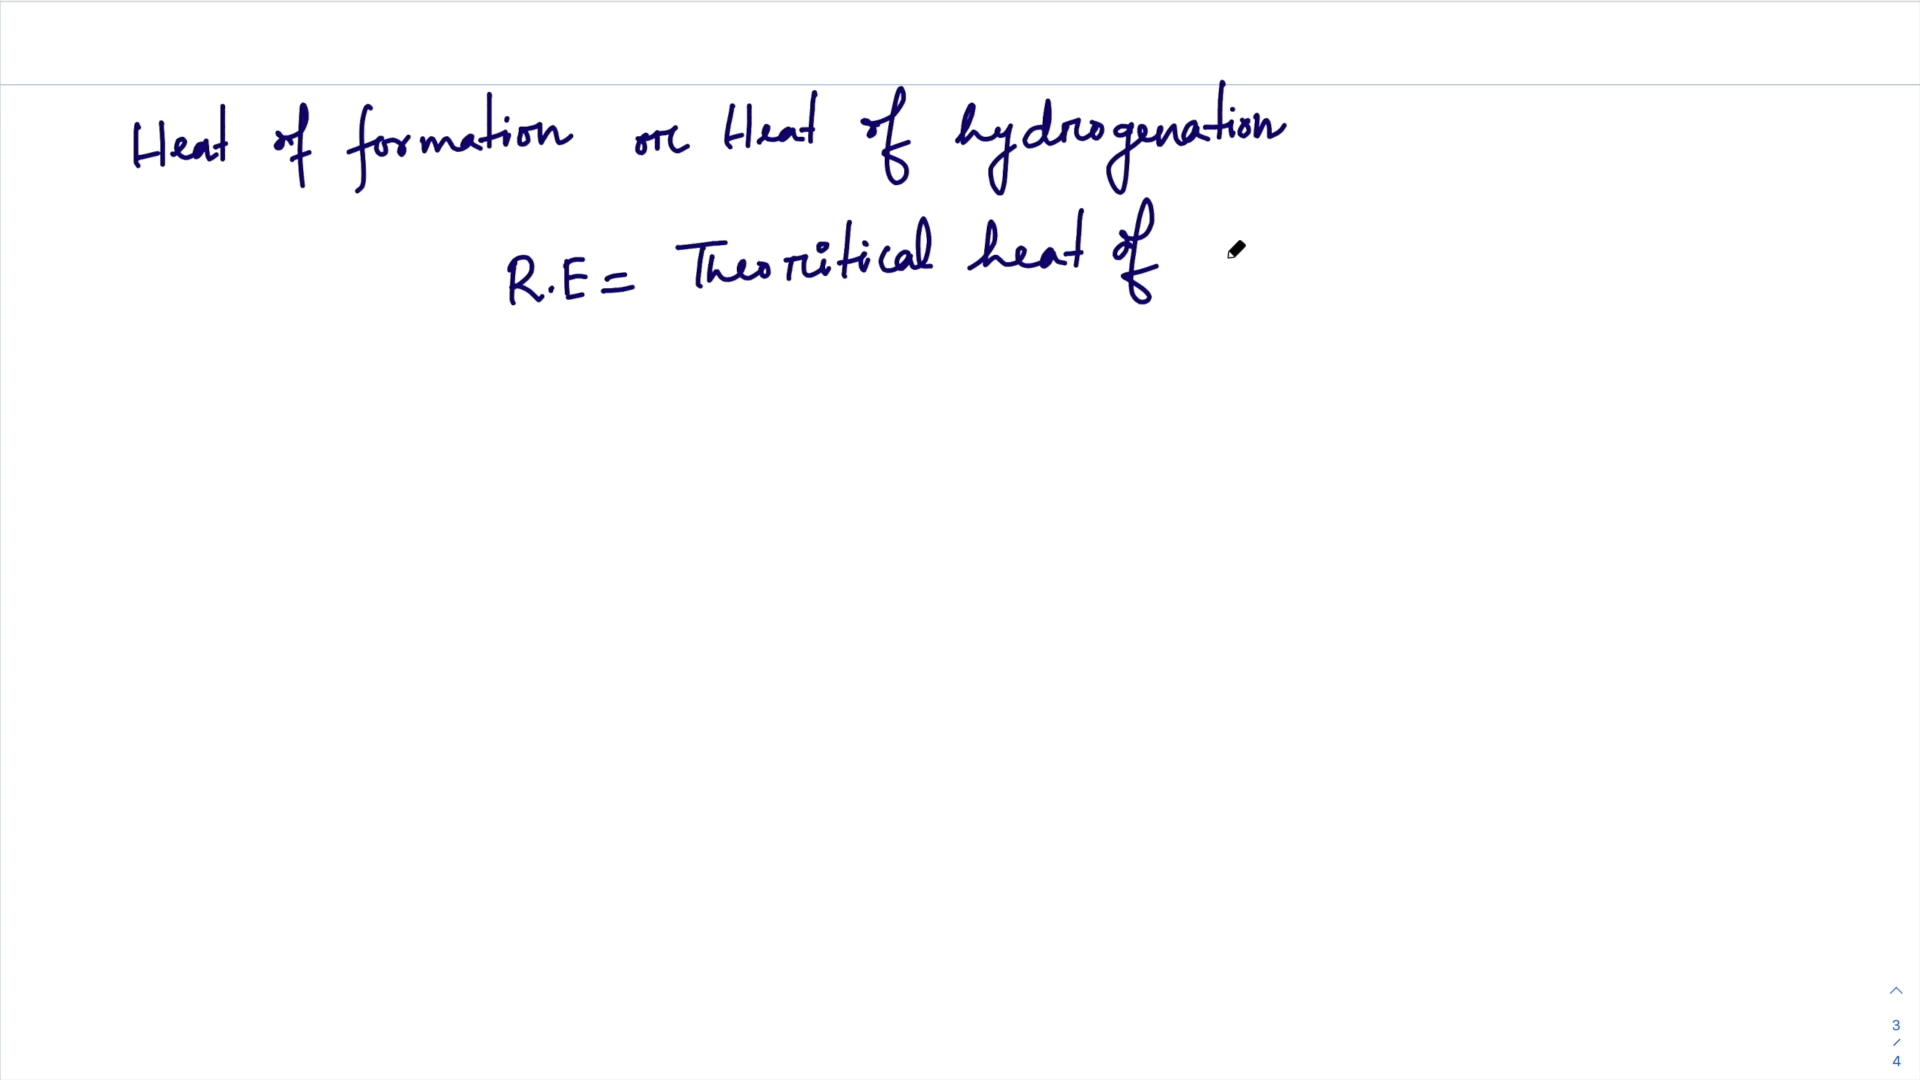 Heat of formation or Heat of hydrogenation
R.E = Theoritical heat of
3
/
4